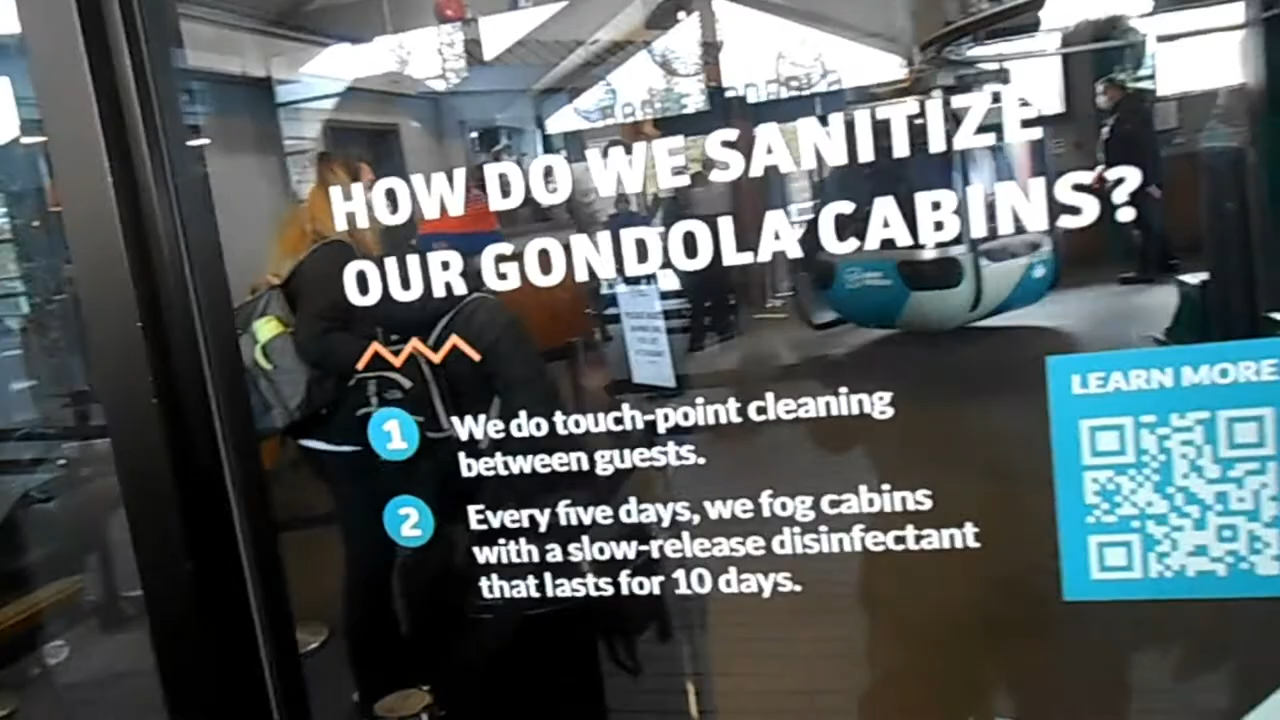 HOW DO WE SANITIZE
OUR GONDOLA CABINS?
1 We do touch-point cleaning
between guests.
2 Every five days, we fog cabins
with a slow-release disinfectant
that lasts for 10 days.
LEARN MORE